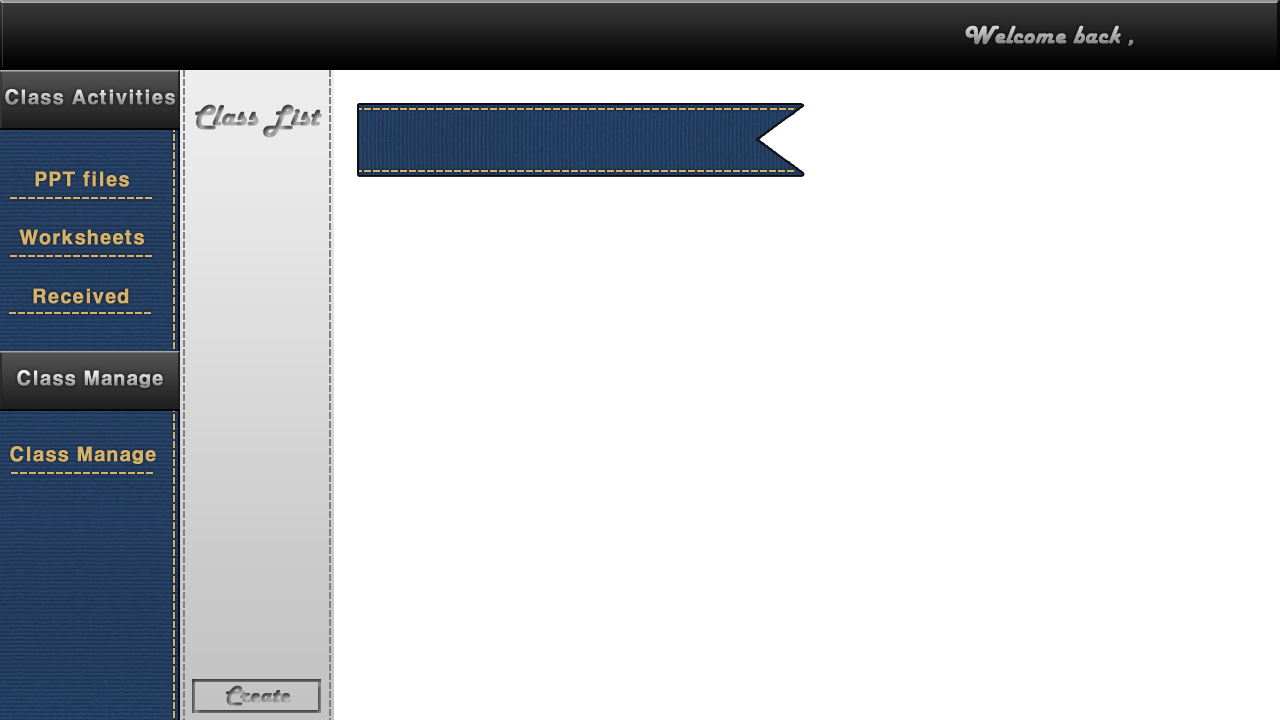 Welcome back ,
Class Activities
PPT files
Worksheets
Received
Class Manage
Class Manage
Class List
Create